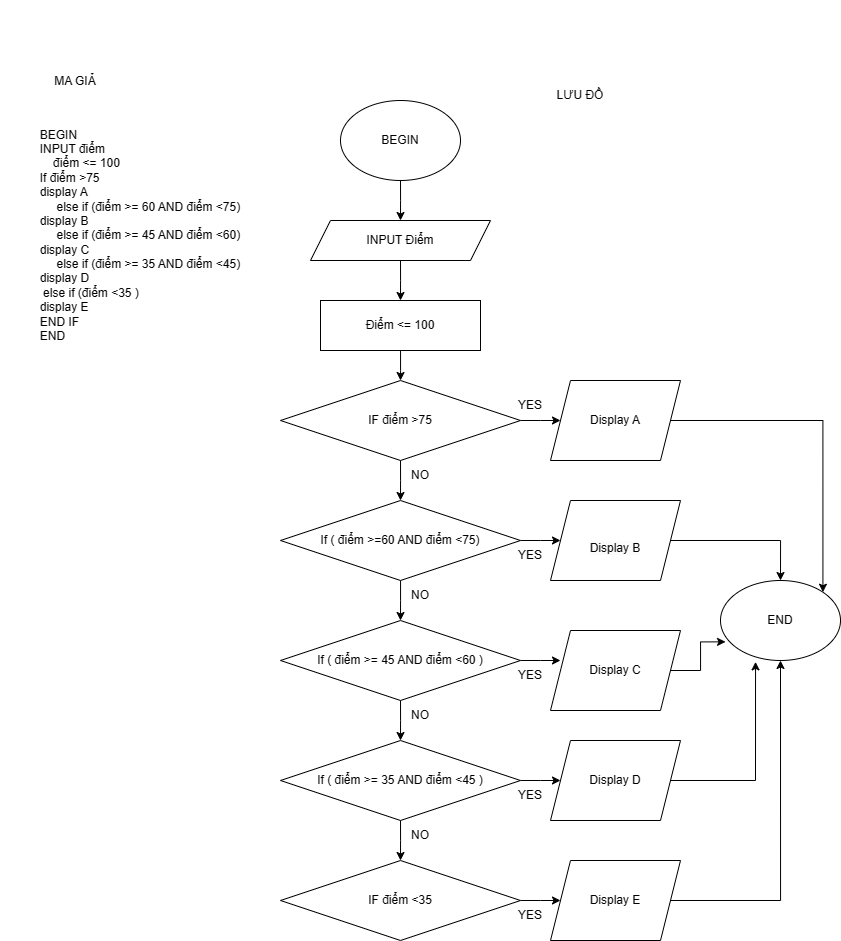 MA GIẢ
LƯU ĐỒ
BEGIN
INPUT điểm
điểm <= 100
If điểm >75
display A
else if (điểm >= 60 AND điểm <75)
display B
else if (điểm >= 45 AND điểm <60)
display C
else if (điểm >= 35 AND điểm <45)
display D
else if (điểm <35 )
display E
END IF
END
BEGIN
INPUT Điểm
Điểm <= 100
IF điểm >75
YES
Display A
NO
If ( điểm >=60 AND điểm <75)
YES
Display B
NO
END
If ( điểm >= 45 AND điểm <60 )
YES
Display C
NO
If ( điểm >= 35 AND điểm <45 )
YES
Display D
NO
IF điểm <35
YES
Display E